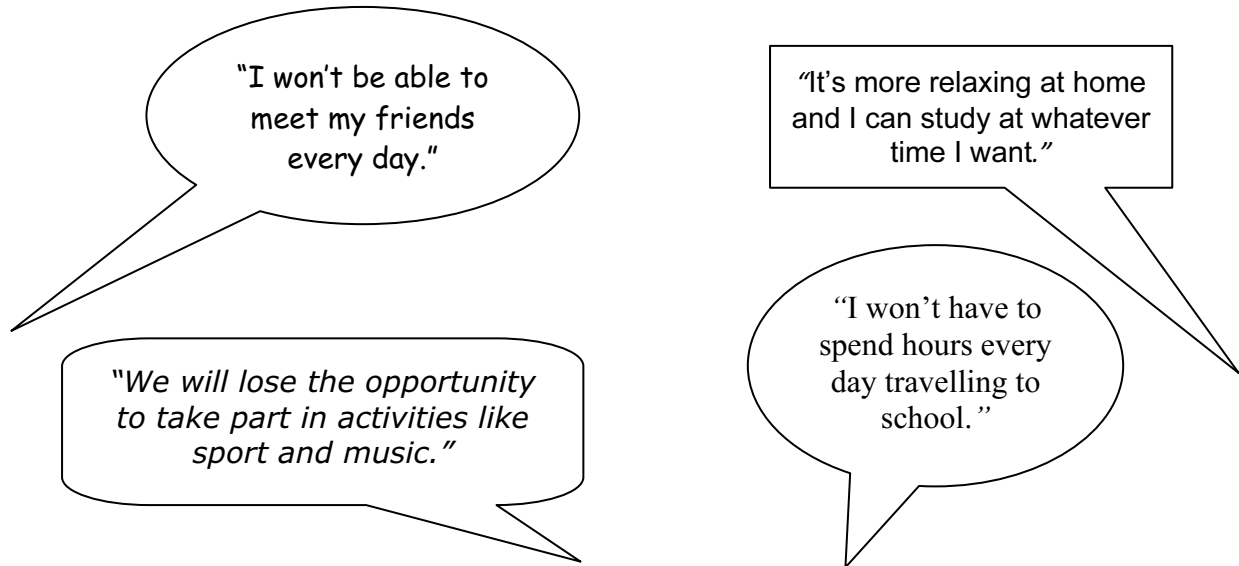 "I won't be able to
meet my friends
every day."
"It's more relaxing at home
and I can study at whatever
time I want."
"We will lose the opportunity
to take part in activities like
sport and music."
"I won't have to
spend hours every
day travelling to
school."